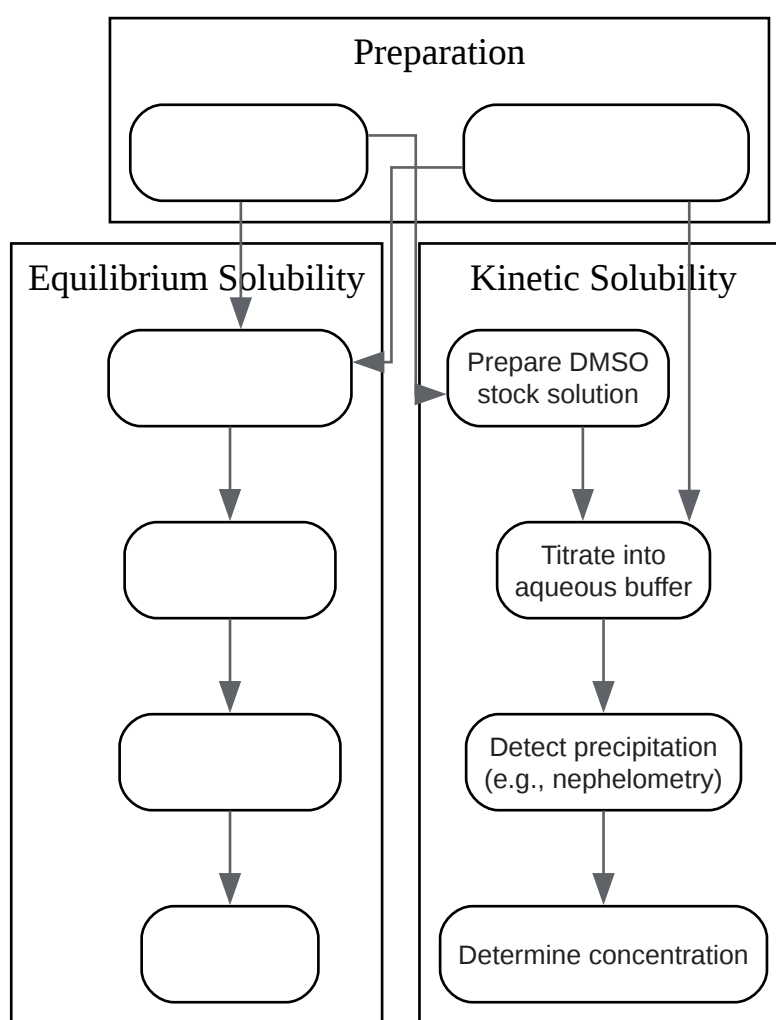 Preparation
Equilibrium Solubility
Kinetic Solubility
Prepare DMSO
stock solution
Titrate into
aqueous buffer
Detect precipitation
(e.g., nephelometry)
Determine concentration